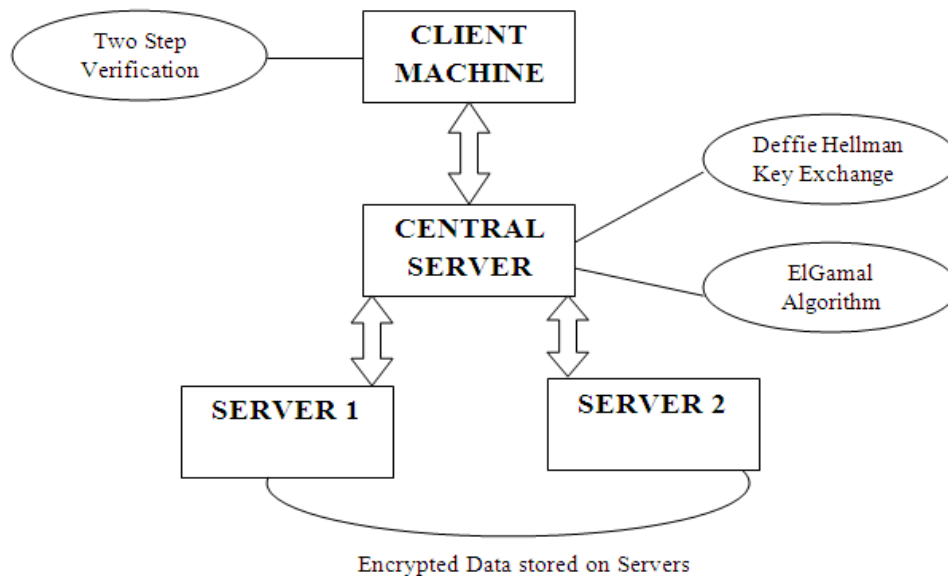 Two Step
Verification
CLIENT
MACHINE
Deffie Hellman
Key Exchange
CENTRAL
SERVER
ElGamal
Algorithm
SERVER 1
SERVER 2
Encrypted Data stored on Servers